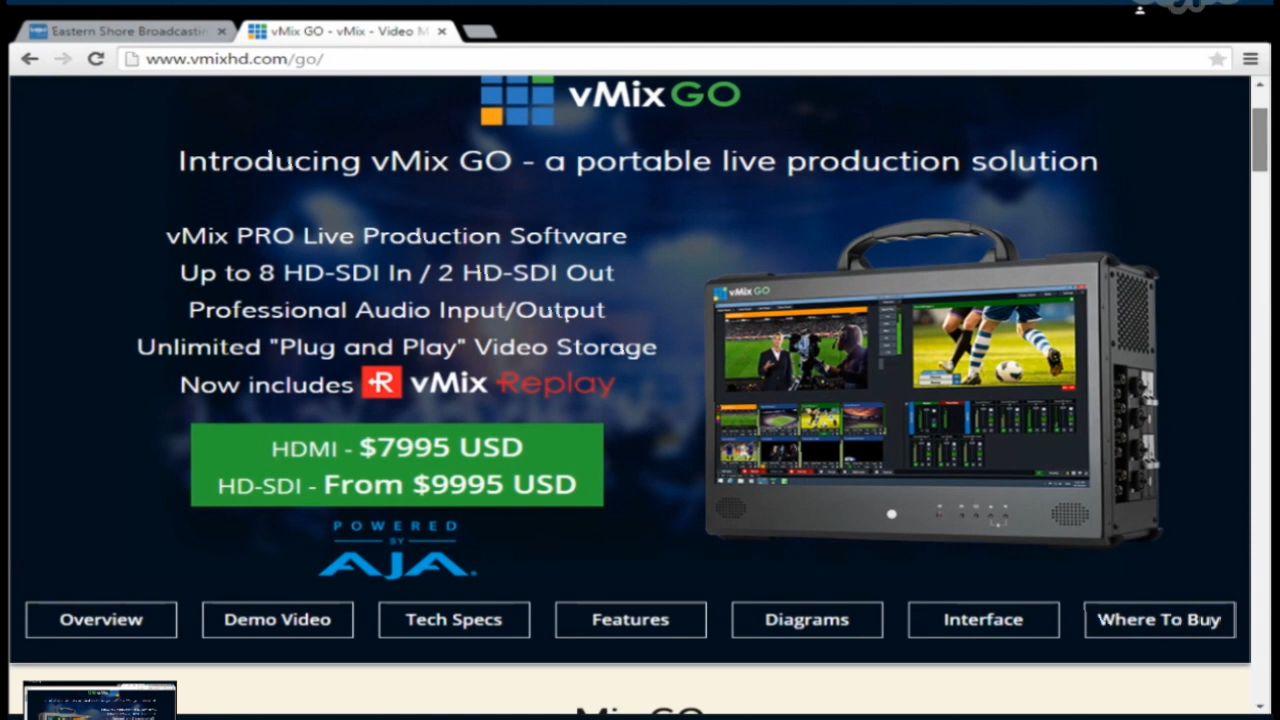 Eastern Shore Broadcastin
vMix GO - vMix - Video M
www.vmixhd.com/go/
vMix GO
Introducing vMix GO - a portable live production solution
vMix PRO Live Production Software
Up to 8 HD-SDI In / 2 HD-SDI Out
Professional Audio Input/Output
Unlimited "Plug and Play" Video Storage
Now includes R vMix Replay
HDMI - $7995 USD
HD-SDI - From $9995 USD
POWERED
BY
AJA
vMix GO
Overview
Demo Video
Tech Specs
Features
Diagrams
Interface
Where To Buy